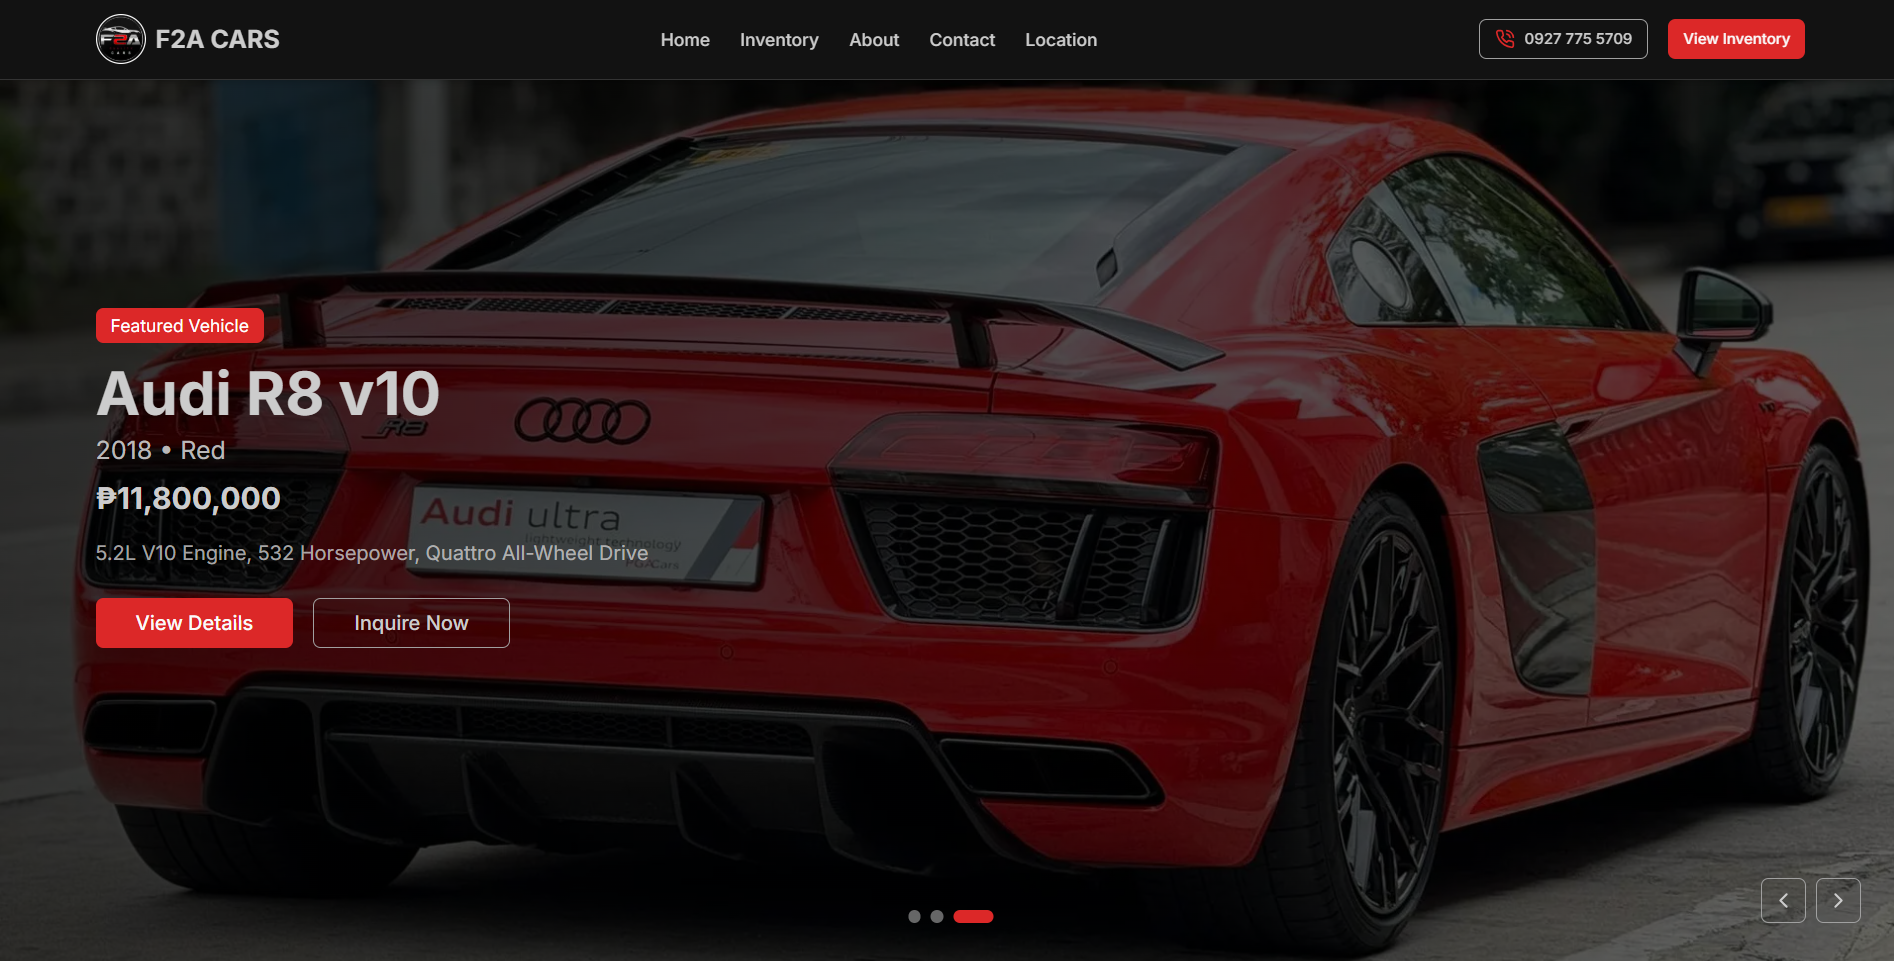 F2A
CARS
F2A CARS
Home
Inventory
About
Contact
Location
0927 775 5709
View Inventory
Featured Vehicle
Audi R8 v10
R8
2018 • Red
₱11,800,000
Audi ultra
lightweight technology
5.2L V10 Engine, 532 Horsepower, Quattro All-Wheel Drive
View Details
Inquire Now